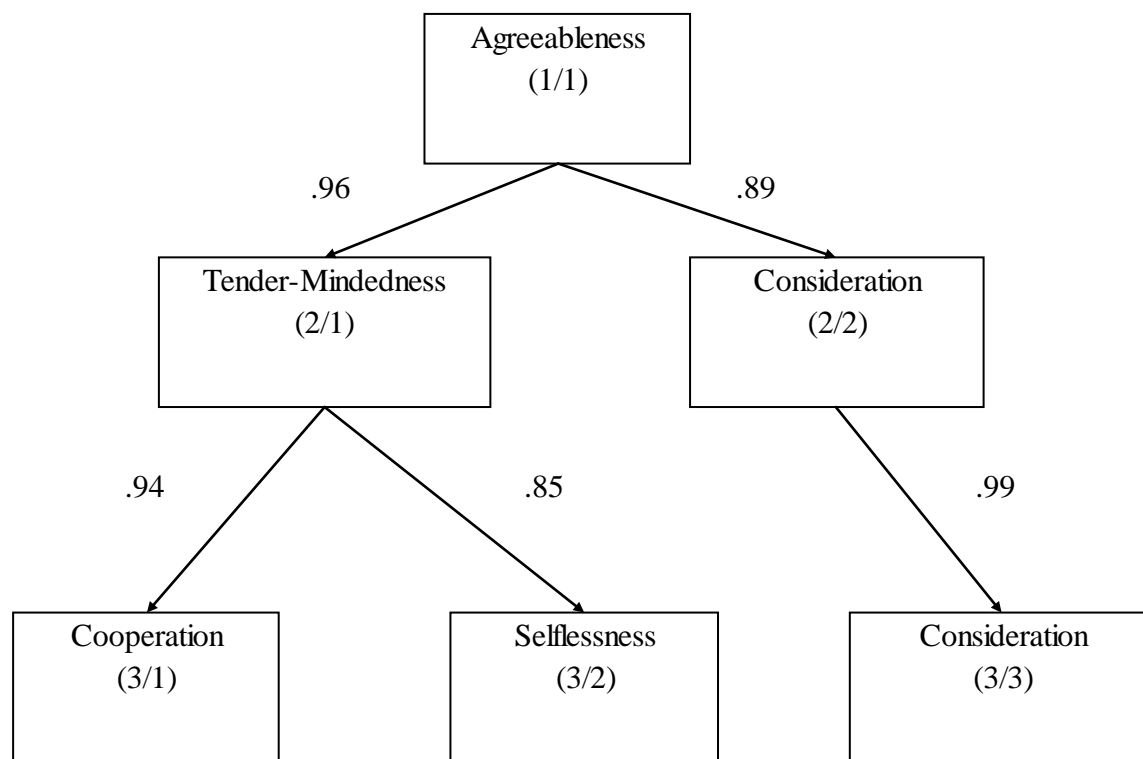 Agreeableness
(1/1)
.96
.89
Tender-Mindedness
(2/1)
Consideration
(2/2)
.94
.85
.99
Cooperation
(3/1)
Selflessness
(3/2)
Consideration
(3/3)